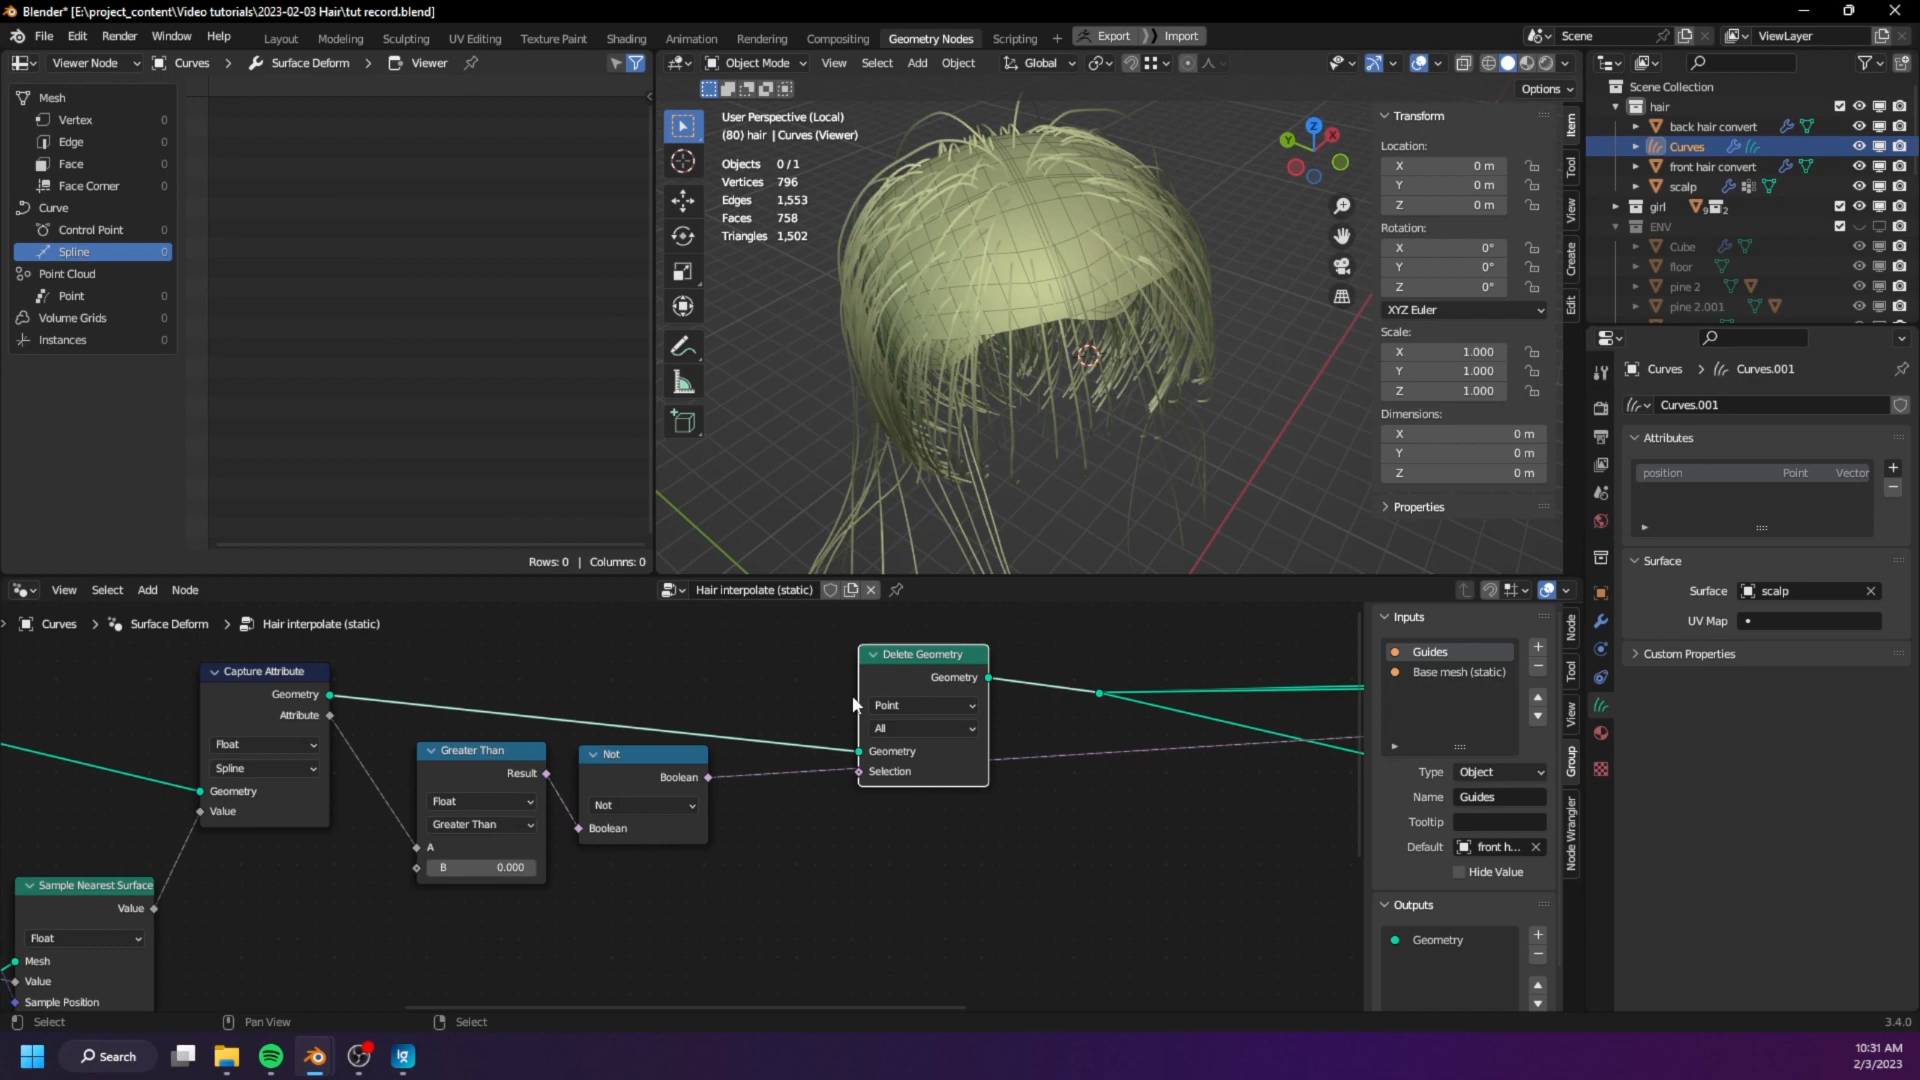 Blender* [E:\project_content\Video tutorials\2023-02-03 Hair\tut record.blend]
File Edit Render Window Help Layout Modeling Sculpting UV Editing Texture Paint Shading Animation Rendering Compositing Geometry Nodes Scripting + Export Import Scene ViewLayer
Viewer Node Curves > Surface Deform > Viewer
Mesh
Vertex 0
Edge 0
Face 0
Face Corner 0
Curve
Control Point 0
Spline 0
Point Cloud
Point 0
Volume Grids 0
Instances 0
Rows: 0 | Columns: 0
Object Mode View Select Add Object Global
Options
User Perspective (Local)
(80) hair | Curves (Viewer)
Objects 0/1
Vertices 796
Edges 1,553
Faces 758
Triangles 1,502
Z
Y
X
Transform
Location:
X 0 m
Y 0 m
Z 0 m
Rotation:
X 0°
Y 0°
Z 0°
XYZ Euler
Scale:
X 1.000
Y 1.000
Z 1.000
Dimensions:
X 0 m
Y 0 m
Z 0 m
Properties
Item
Tool
View
Create
Edit
Scene Collection
hair
back hair convert
Curves
front hair convert
scalp
girl 9 2
ENV
Cube
floor
pine 2
pine 2.001
Curves > Curves.001
Curves.001
Attributes
position Point Vector
Surface
Surface scalp
UV Map
Custom Properties
View Select Add Node Hair interpolate (static)
Curves > Surface Deform > Hair interpolate (static)
Capture Attribute
Geometry
Attribute
Float
Spline
Geometry
Value
Sample Nearest Surface
Value
Float
Mesh
Value
Sample Position
Greater Than
Result
Float
Greater Than
A
B 0.000
Not
Boolean
Not
Boolean
Delete Geometry
Geometry
Point
All
Geometry
Selection
Inputs
Guides
Base mesh (static)
Type Object
Name Guides
Tooltip
Default front h...
Hide Value
Outputs
Geometry
Node
Tool
View
Group
Node Wrangler
Select Pan View Select 3.4.0
Search
10:31 AM
2/3/2023